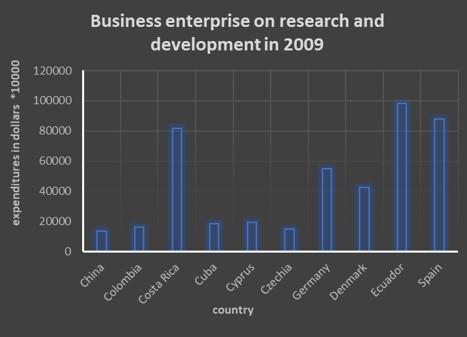 Business enterprise on research and
development in 2009
expenditures in dollars *10000
120000
100000
80000
60000
40000
20000
0
China
Colombia
Costa Rica
Cuba
Cyprus
Czechia
Germany
Denmark
Ecuador
Spain
country